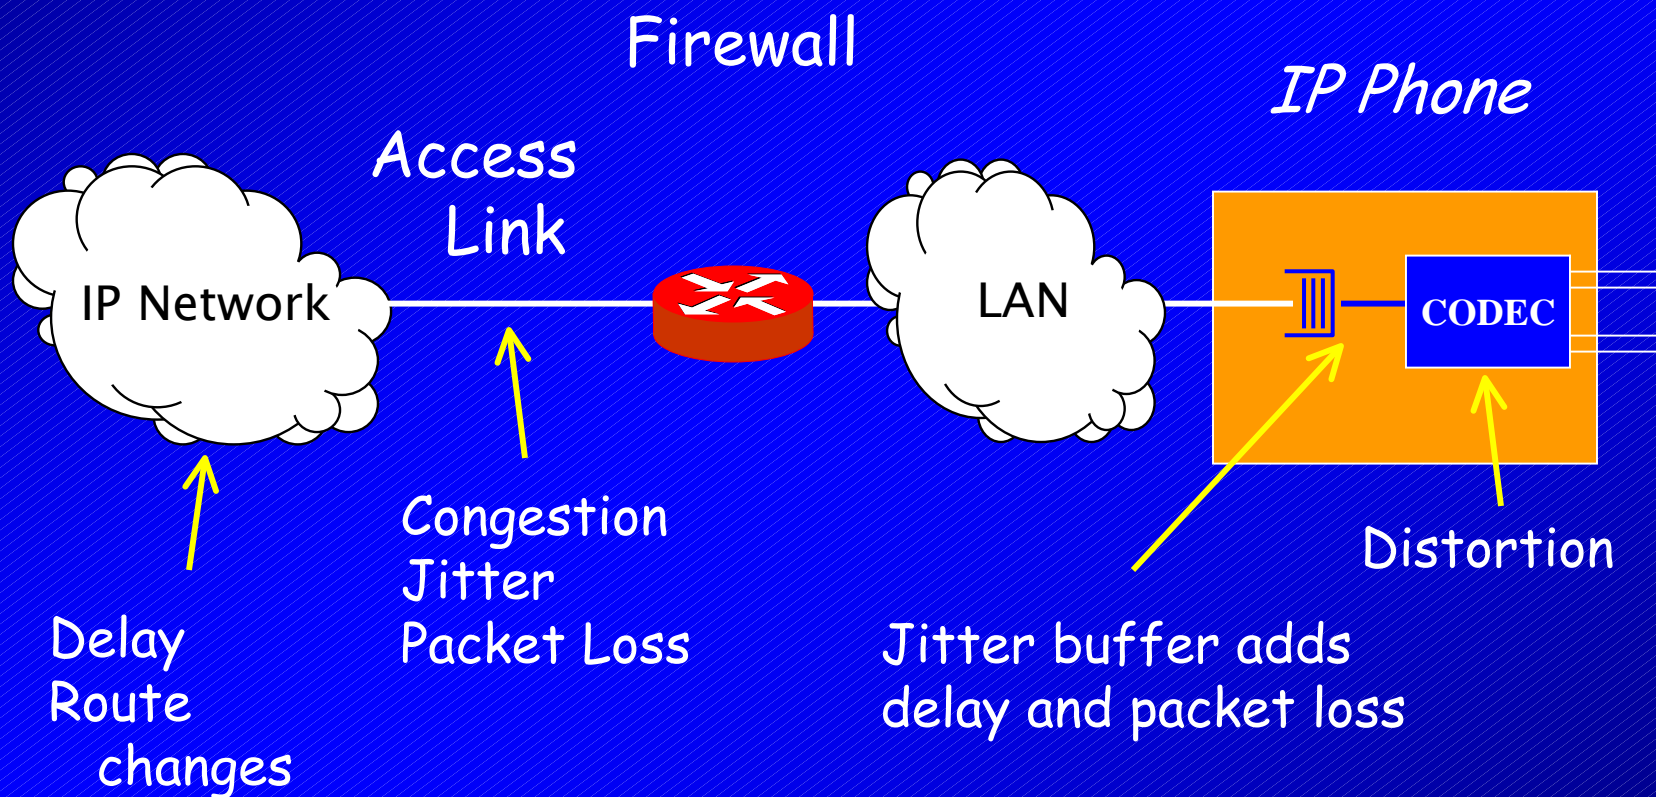 Firewall
IP Phone
Access
Link
IP Network
LAN
CODEC
Congestion
Jitter
Packet Loss
Distortion
Delay
Route
changes
Jitter buffer adds
delay and packet loss